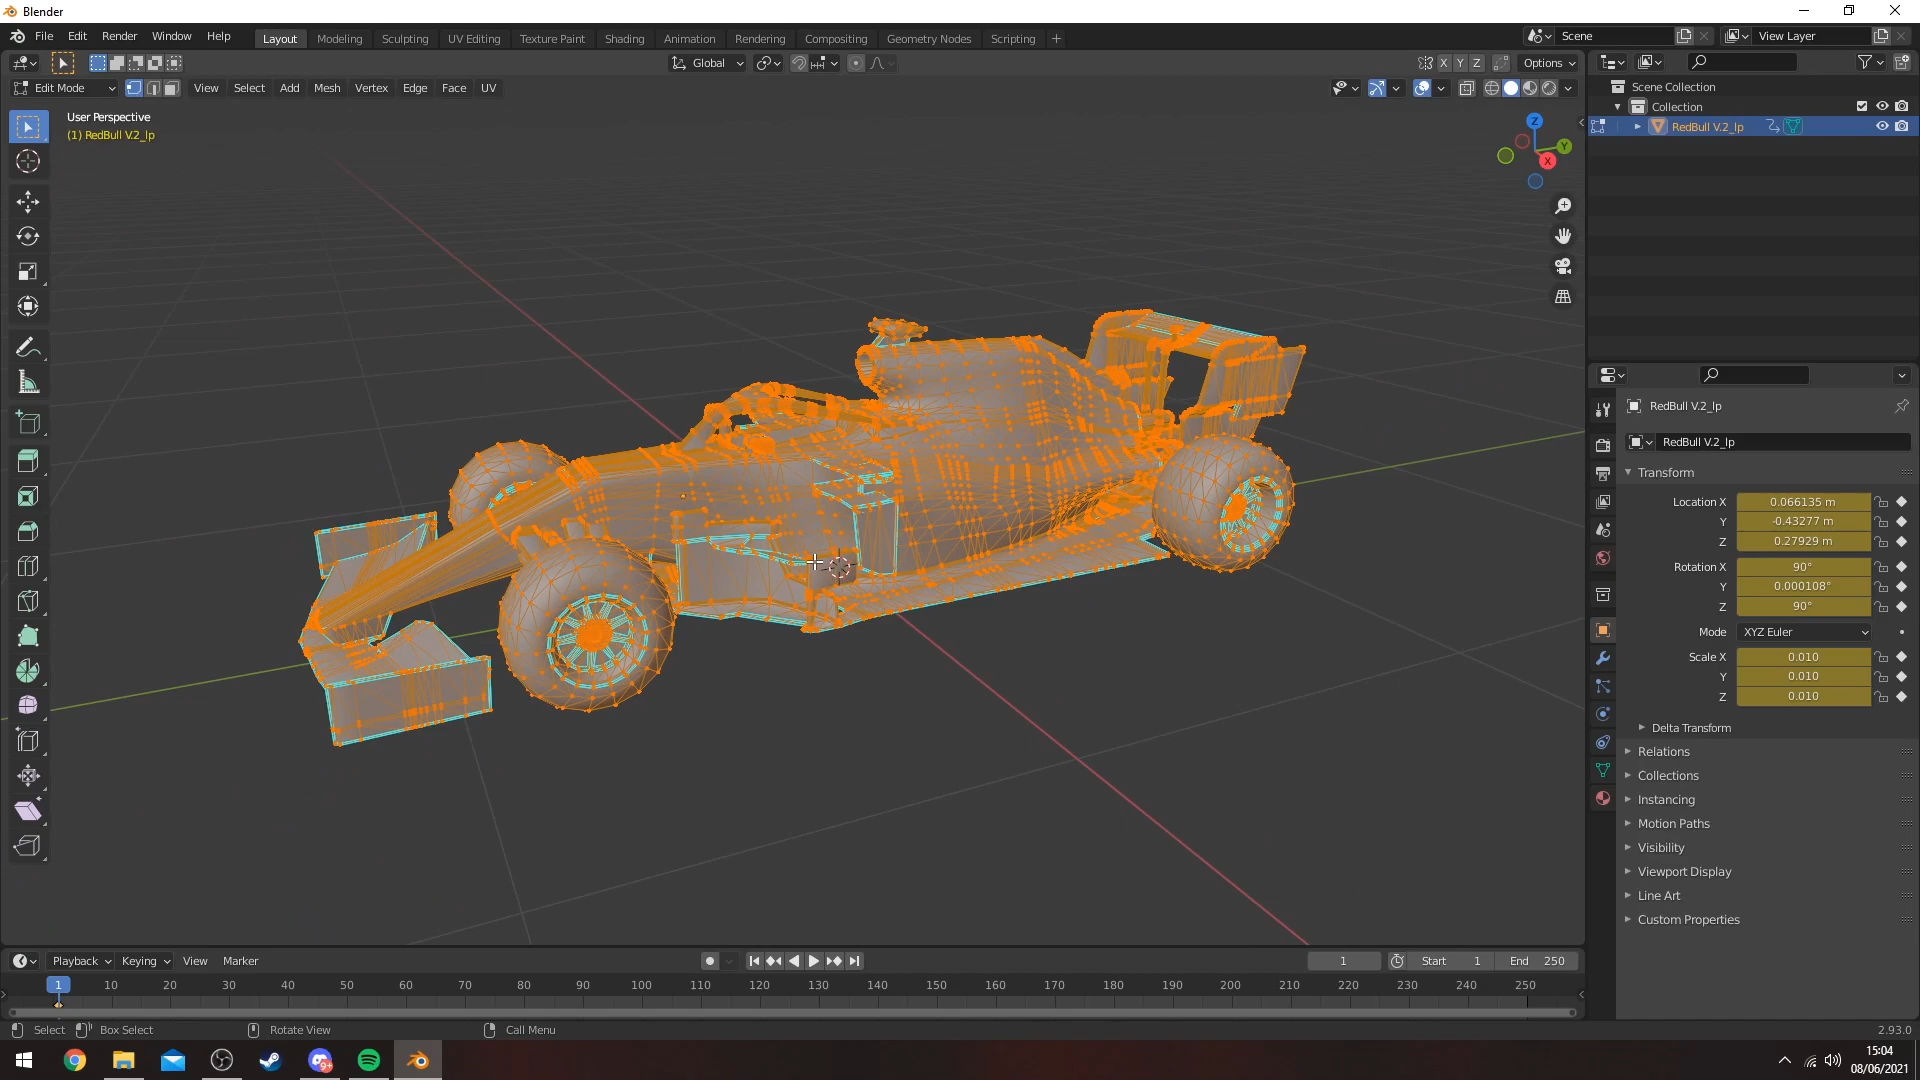 Blender
File Edit Render Window Help
Layout Modeling Sculpting UV Editing Texture Paint Shading Animation Rendering Compositing Geometry Nodes Scripting +
Scene
View Layer
Global
X Y Z
Options
Edit Mode
View Select Add Mesh Vertex Edge Face UV
User Perspective
(1) RedBull V.2_lp
Z
Y
X
Scene Collection
Collection
RedBull V.2_lp
RedBull V.2_lp
RedBull V.2_lp
Transform
Location X 0.066135 m
Y -0.43277 m
Z 0.27929 m
Rotation X 90°
Y 0.000108°
Z 90°
Mode XYZ Euler
Scale X 0.010
Y 0.010
Z 0.010
Delta Transform
Relations
Collections
Instancing
Motion Paths
Visibility
Viewport Display
Line Art
Custom Properties
Playback Keying View Marker
1
Start 1
End 250
1 10 20 30 40 50 60 70 80 90 100 110 120 130 140 150 160 170 180 190 200 210 220 230 240 250
Select Box Select Rotate View Call Menu
2.93.0
9+
15:04
08/06/2021